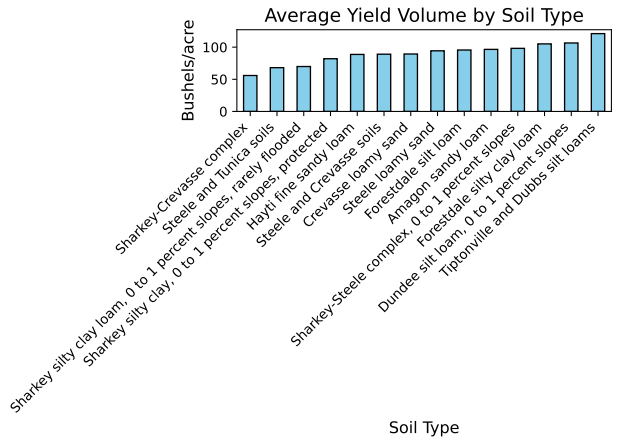 Average Yield Volume by Soil Type
Bushels/acre
100
50
0
Sharkey-Crevasse complex
Steele and Tunica soils
Sharkey silty clay loam, 0 to 1 percent slopes, rarely flooded
Sharkey silty clay, 0 to 1 percent slopes, protected
Hayti fine sandy loam
Steele and Crevasse soils
Crevasse loamy sand
Steele loamy sand
Forestdale silt loam
Amagon sandy loam
Sharkey-Steele complex, 0 to 1 percent slopes
Forestdale silty clay loam
Dundee silt loam, 0 to 1 percent slopes
Tiptonville and Dubbs silt loams
Soil Type